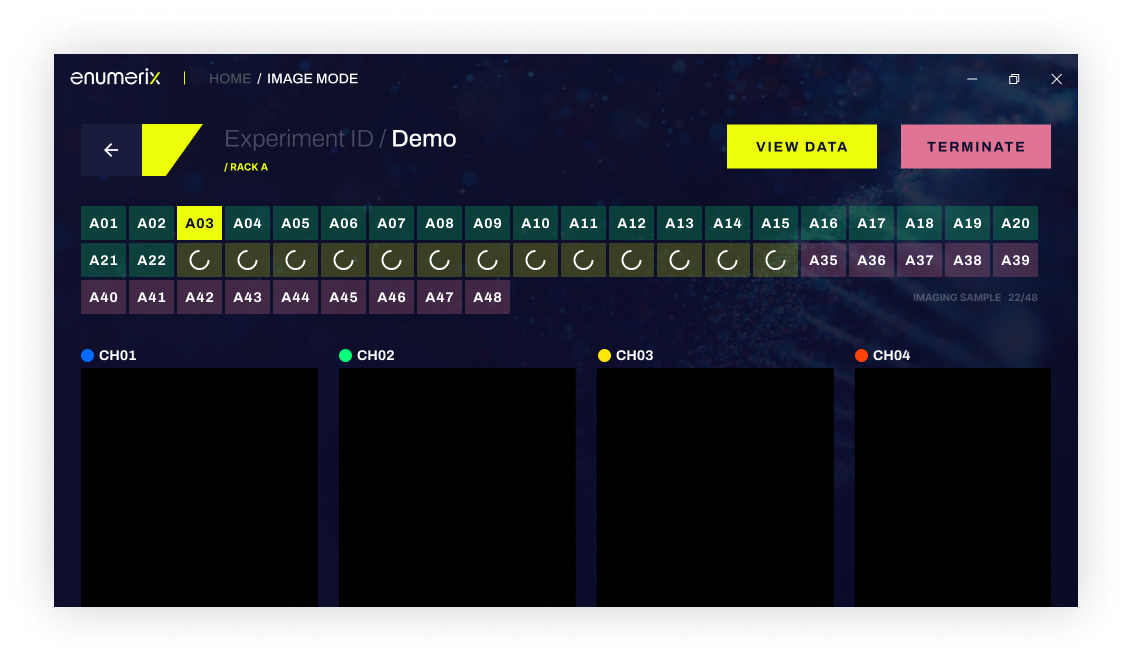 enumerix | HOME / IMAGE MODE
Experiment ID / Demo
/ RACK A
VIEW DATA
TERMINATE
A01 A02 A03 A04 A05 A06 A07 A08 A09 A10 A11 A12 A13 A14 A15 A16 A17 A18 A19 A20
A21 A22 A35 A36 A37 A38 A39
A40 A41 A42 A43 A44 A45 A46 A47 A48
IMAGING SAMPLE 22/48
CH01 CH02 CH03 CH04